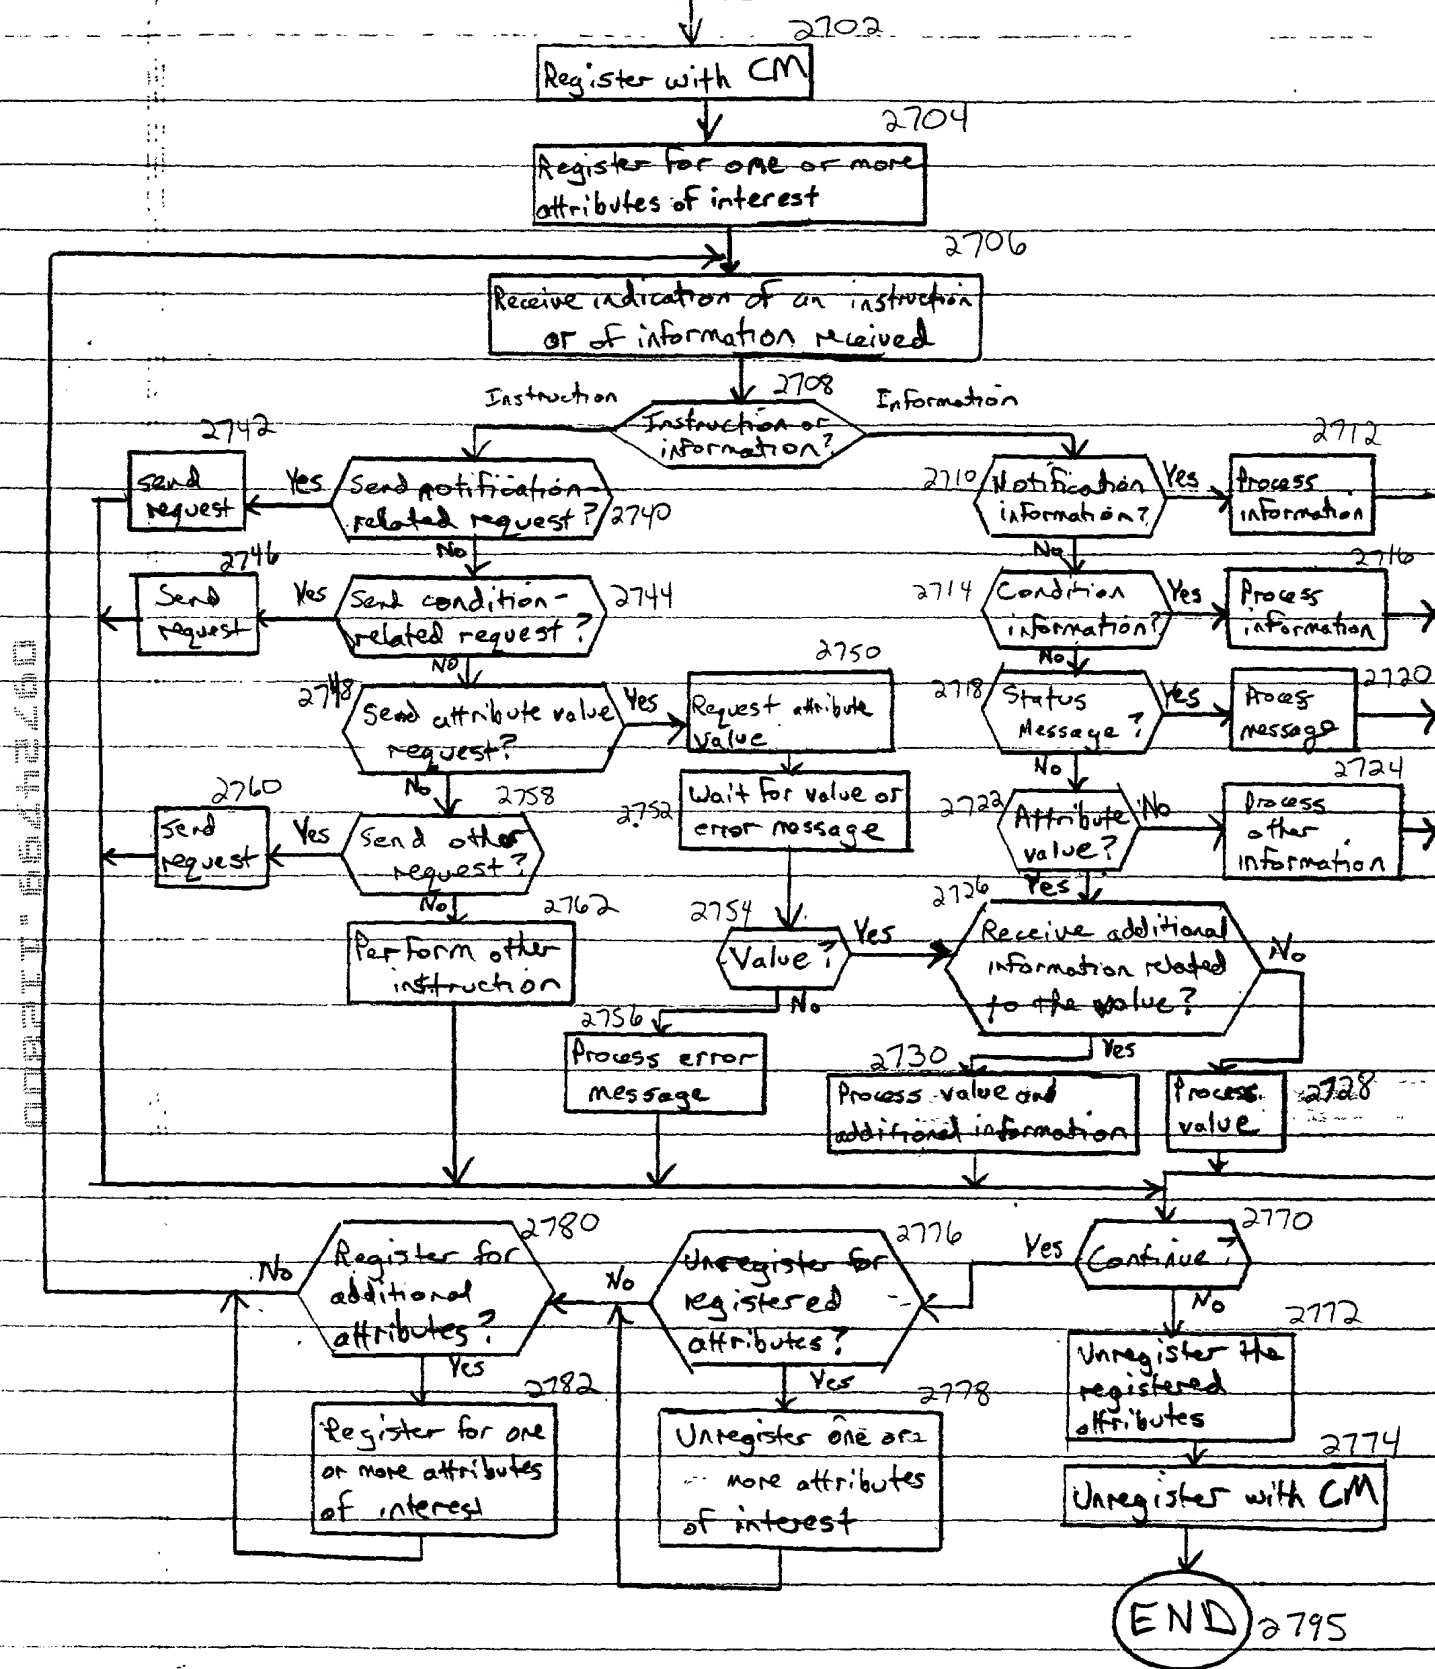 2702
Register with CM
2704
Register for one or more
attributes of interest
2706
Receive indication of an instruction
or of information received
2708
Instruction
Information
Instruction or
information?
2742
send
request
Yes
Send notification-
related request?
2740
No
2746
Send
request
Yes
Send condition-
related request?
2744
No
2748
Send attribute value
request?
Yes
2750
Request attribute
value
2752
Wait for value or
error message
No
2758
2760
Send
request
Yes
Send other
request?
No
2762
Perform other
instruction
2754
Value?
Yes
No
2756
Process error
message
2710
Notification
information?
Yes
2712
Process
information
No
2714
Condition
information?
Yes
2716
Process
information
No
2718
Status
Message?
Yes
2720
Process
message
No
2722
Attribute
value?
No
2724
Process
other
information
Yes
2726
Receive additional
information related
to the value?
No
Yes
2730
Process value and
additional information
2728
Process
value
2770
Continue?
Yes
No
2772
Unregister the
registered
attributes
2774
Unregister with CM
END
2795
2776
Unregister for
registered
attributes?
No
Yes
2778
Unregister one or
more attributes
of interest
2780
Register for
additional
attributes?
No
Yes
2782
Register for one
or more attributes
of interest